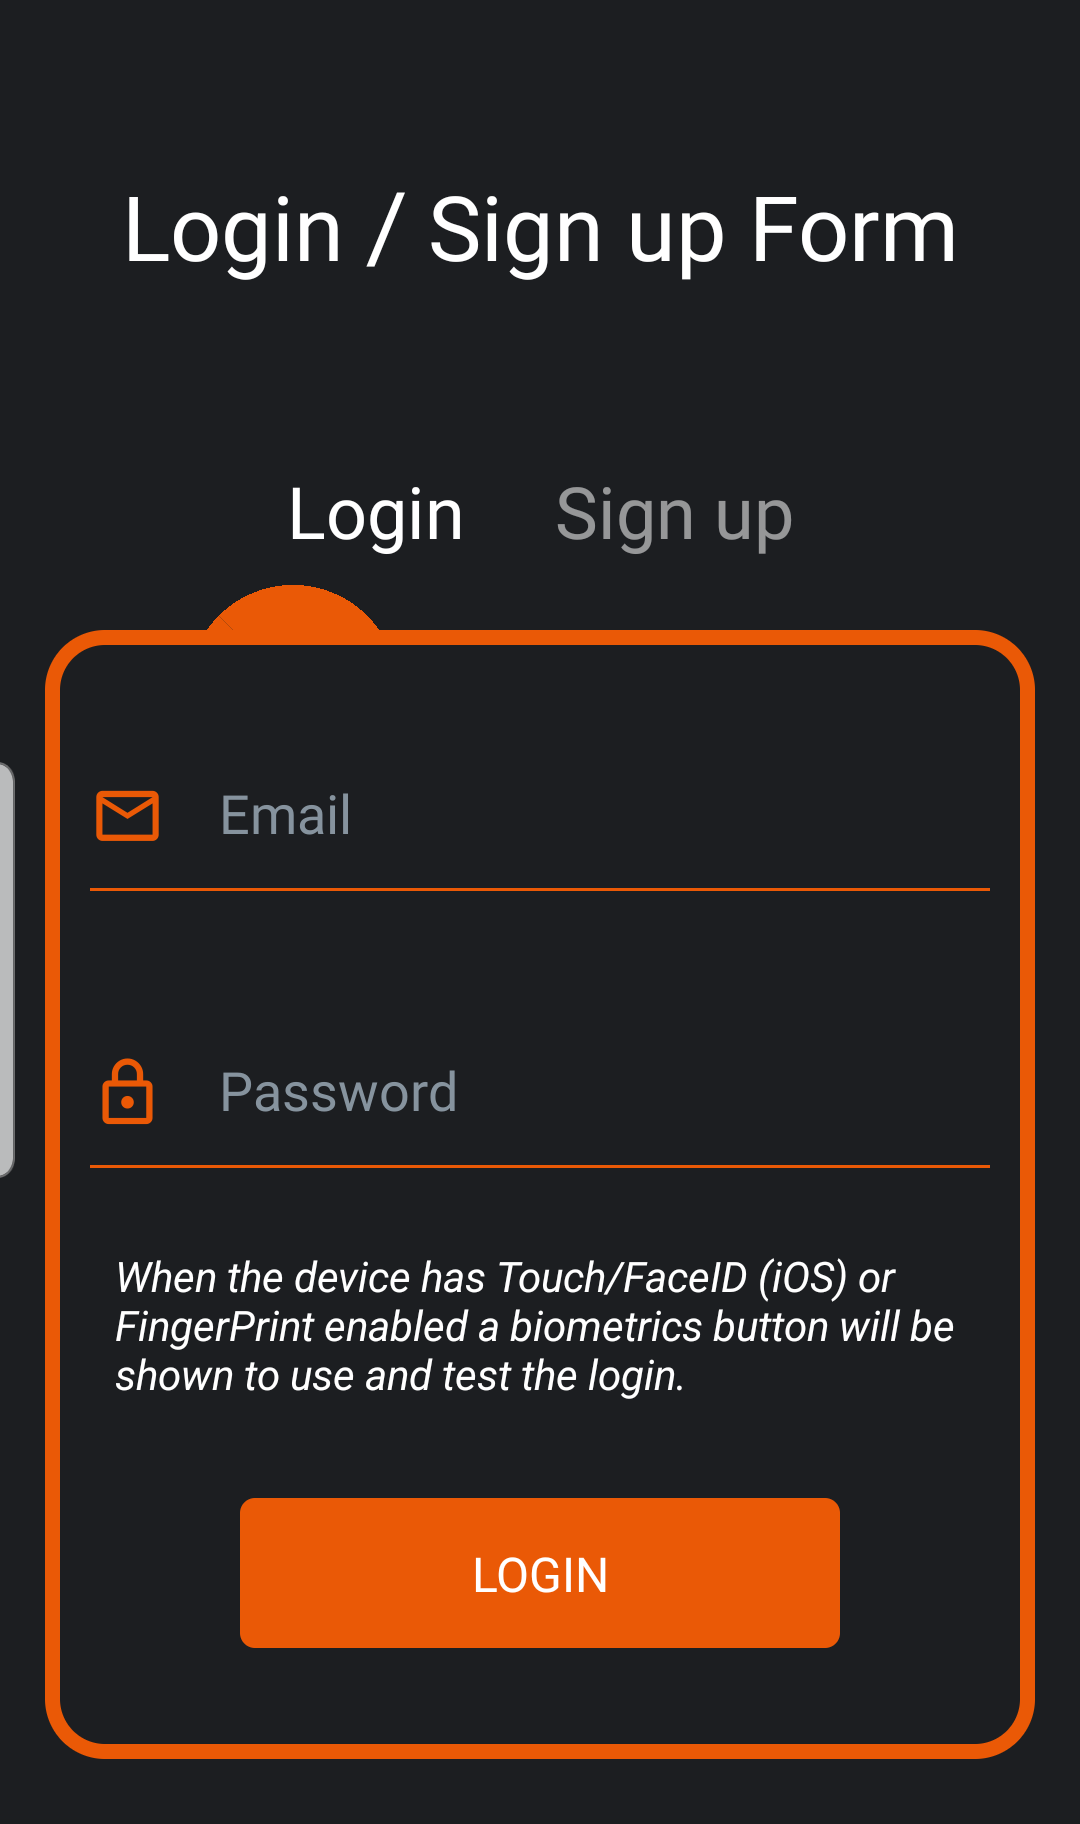 Login / Sign up Form
Login Sign up
Email
Password
When the device has Touch/FaceID (iOS) or
FingerPrint enabled a biometrics button will be
shown to use and test the login.
LOGIN